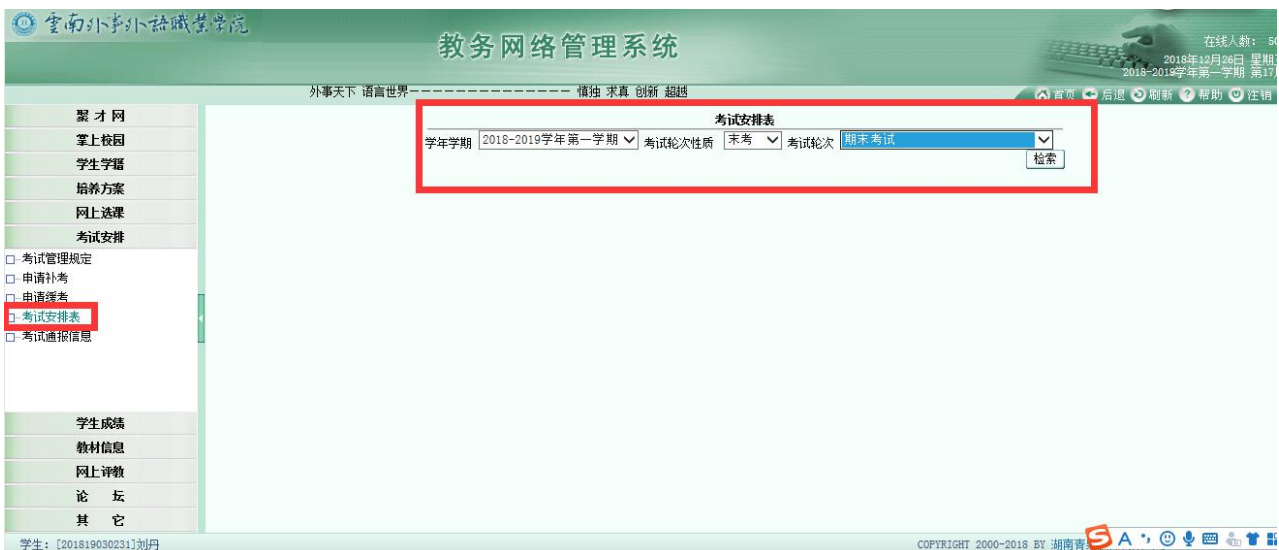 雲南外事外語職業學院
教务网络管理系统
在线人数: 50
2018年12月26日 星期
2018-2019学年第一学期 第17
外事天下 语言世界---------------- 慎独 求真 创新 超越
首页 后退 刷新 帮助 注销
聚才网
掌上校园
学生学籍
培养方案
网上选课
考试安排
考试管理规定
申请补考
申请缓考
考试安排表
考试通报信息
学生成绩
教材信息
网上评教
论 坛
其 它
考试安排表
学年学期 2018-2019学年第一学期 考试轮次性质 末考 考试轮次 期末考试
检索
学生: [201819030231]刘丹
COPYRIGHT 2000-2018 BY 湖南青
S A